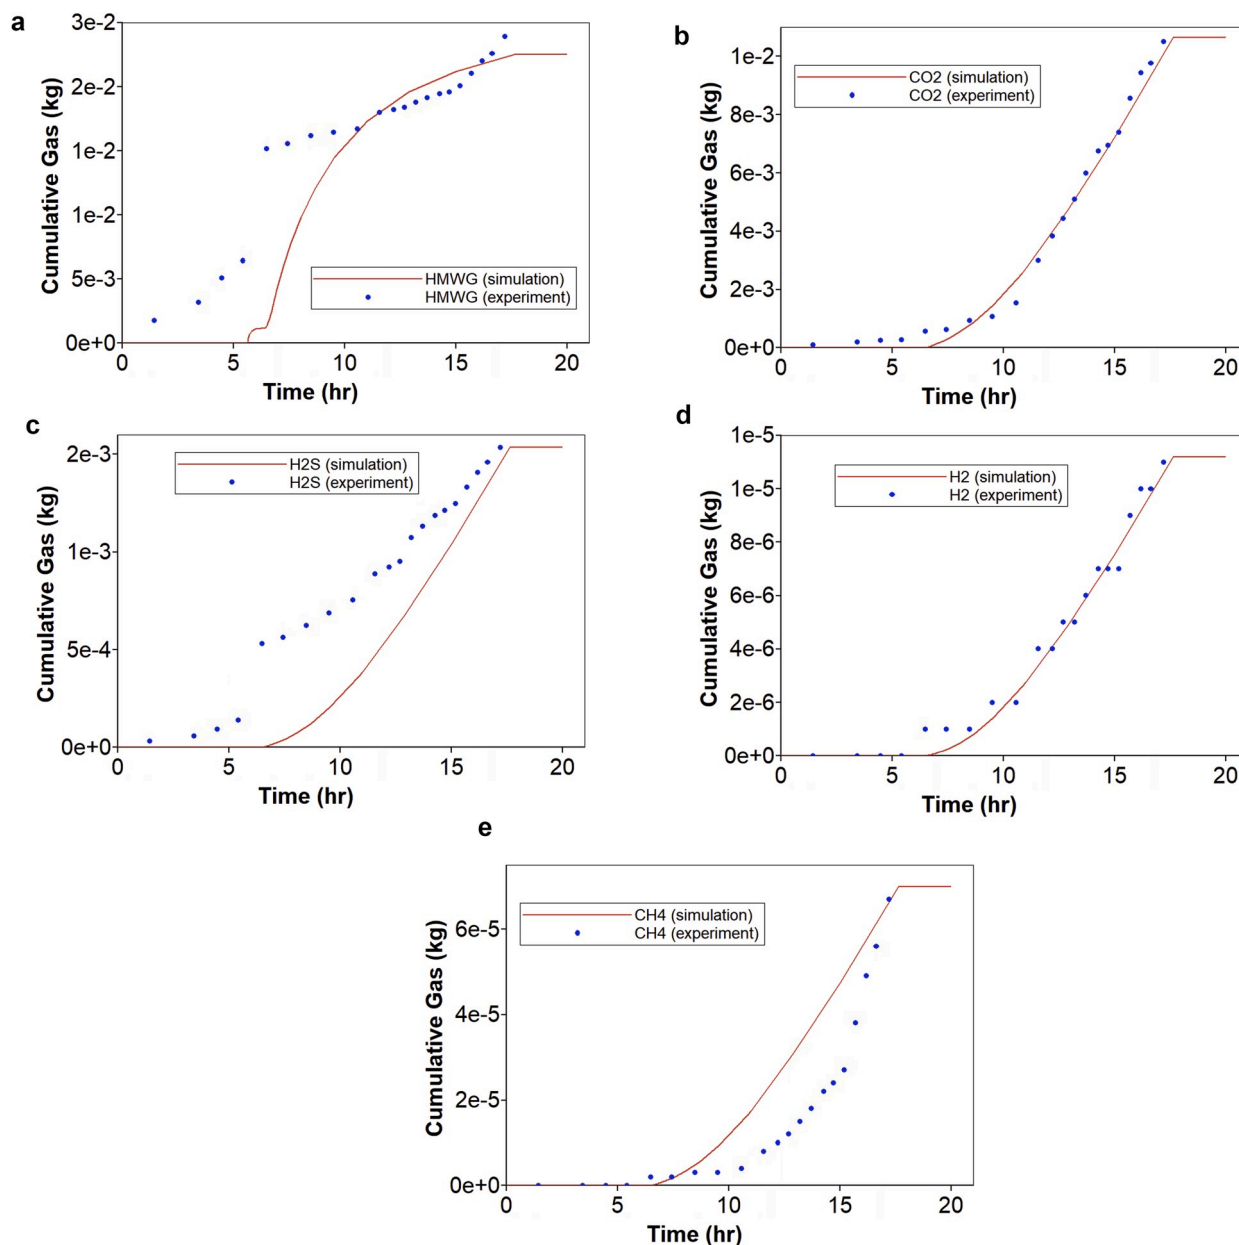 a
Cumulative Gas (kg)
3e-2
2e-2
2e-2
1e-2
1e-2
5e-3
0e+0
HMWG (simulation)
HMWG (experiment)
0 5 10 15 20
Time (hr)
b
Cumulative Gas (kg)
1e-2
8e-3
6e-3
4e-3
2e-3
0e+0
CO2 (simulation)
CO2 (experiment)
0 5 10 15 20
Time (hr)
c
Cumulative Gas (kg)
2e-3
1e-3
5e-4
0e+0
H2S (simulation)
H2S (experiment)
0 5 10 15 20
Time (hr)
d
Cumulative Gas (kg)
1e-5
1e-5
8e-6
6e-6
4e-6
2e-6
0e+0
H2 (simulation)
H2 (experiment)
0 5 10 15 20
Time (hr)
e
Cumulative Gas (kg)
6e-5
4e-5
2e-5
0e+0
CH4 (simulation)
CH4 (experiment)
0 5 10 15 20
Time (hr)